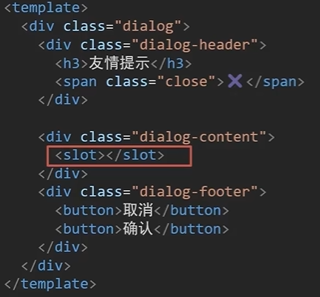 <template>
  <div class="dialog">
    <div class="dialog-header">
      <h3>友情提示</h3>
      <span class="close">✖️</span>
    </div>

    <div class="dialog-content">
      <slot></slot>
    </div>
    <div class="dialog-footer">
      <button>取消</button>
      <button>确认</button>
    </div>
  </div>
</template>